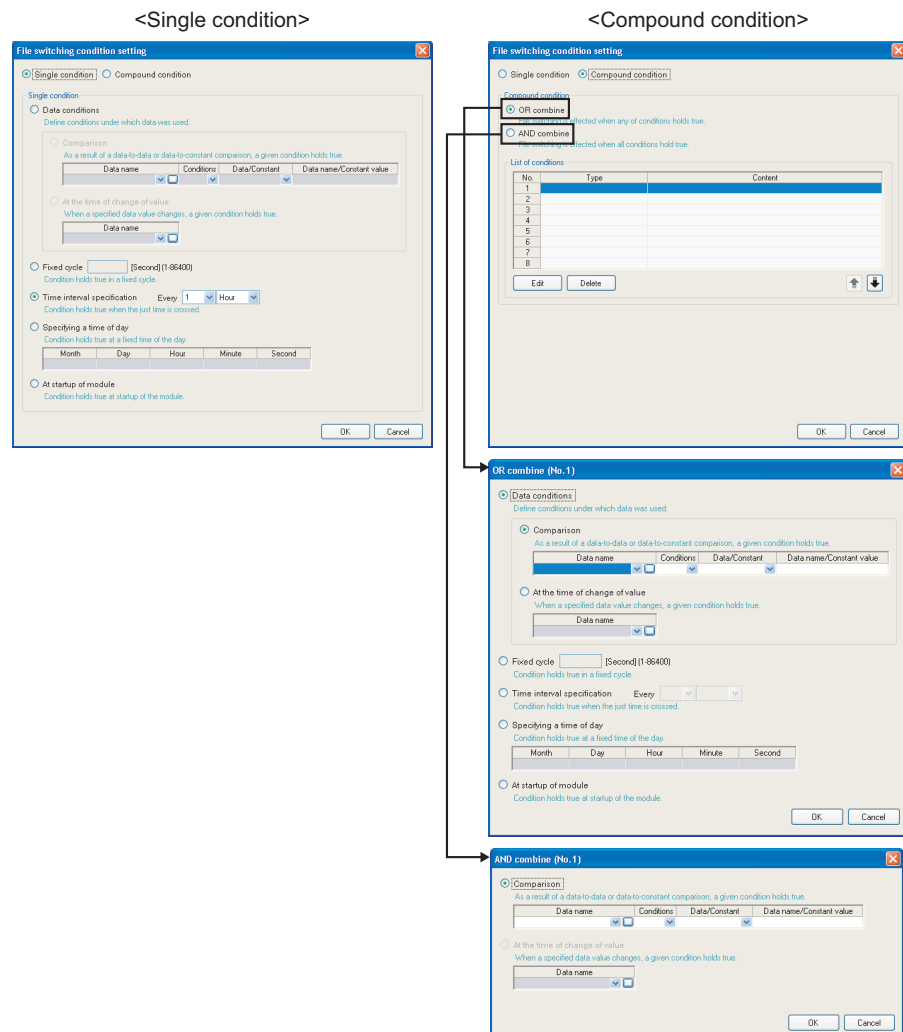 <Single condition>
File switching condition setting
Single condition Compound condition
Single condition
Data conditions
Define conditions under which data was used.
Comparison
As a result of a data-to-data or data-to-constant comparison, a given condition holds true.
Data name Conditions Data/Constant Data name/Constant value
At the time of change of value
When a specified data value changes, a given condition holds true.
Data name
Fixed cycle [Second] (1-86400)
Condition holds true in a fixed cycle.
Time interval specification Every 1 Hour
Condition holds true when the just time is crossed.
Specifying a time of day
Condition holds true at a fixed time of the day.
Month Day Hour Minute Second
At startup of module
Condition holds true at startup of the module.
OK Cancel
<Compound condition>
File switching condition setting
Single condition Compound condition
Compound condition
OR combine
File switching is effected when any of conditions holds true.
AND combine
File switching is effected when all conditions hold true.
List of conditions
No. Type Content
1
2
3
4
5
6
7
8
Edit Delete
OK Cancel
OR combine (No.1)
Data conditions
Define conditions under which data was used.
Comparison
As a result of a data-to-data or data-to-constant comparison, a given condition holds true.
Data name Conditions Data/Constant Data name/Constant value
At the time of change of value
When a specified data value changes, a given condition holds true.
Data name
Fixed cycle [Second] (1-86400)
Condition holds true in a fixed cycle.
Time interval specification Every
Condition holds true when the just time is crossed.
Specifying a time of day
Condition holds true at a fixed time of the day.
Month Day Hour Minute Second
At startup of module
Condition holds true at startup of the module.
OK Cancel
AND combine (No.1)
Comparison
As a result of a data-to-data or data-to-constant comparison, a given condition holds true.
Data name Conditions Data/Constant Data name/Constant value
At the time of change of value
When a specified data value changes, a given condition holds true.
Data name
OK Cancel